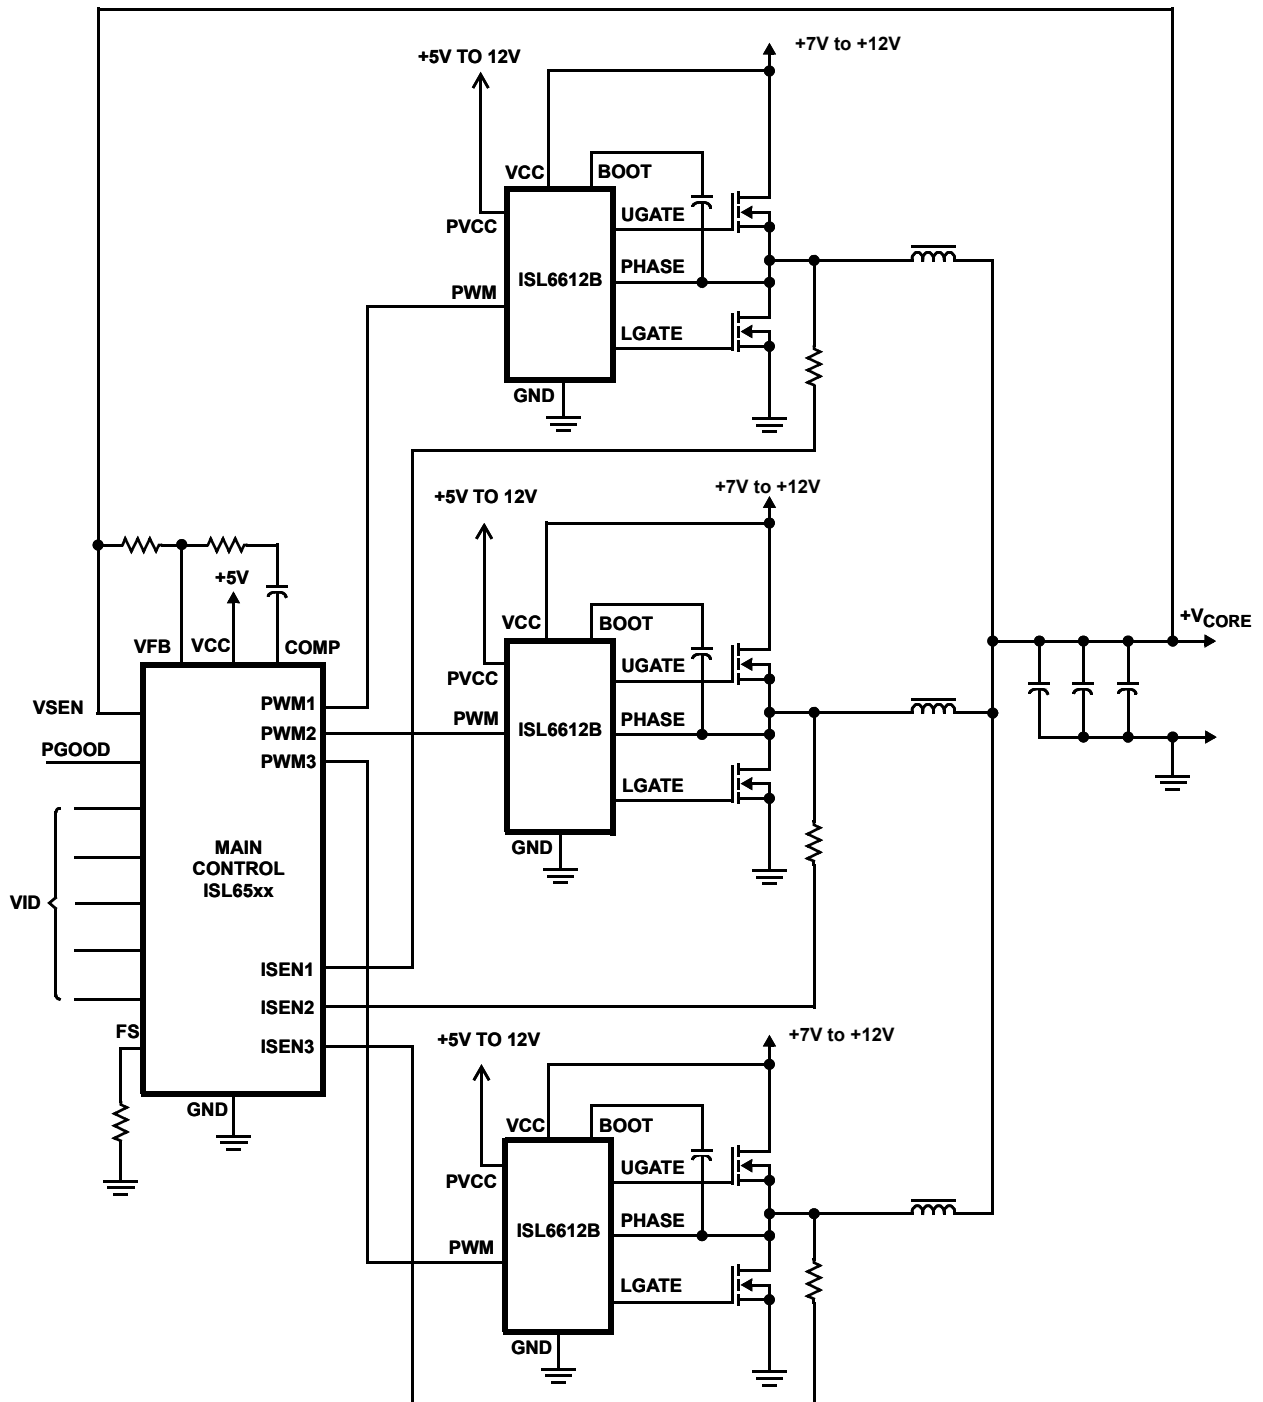 +7V to +12V
+5V TO 12V
VCC
BOOT
UGATE
PVCC
PHASE
ISL6612B
PWM
LGATE
GND
+7V to +12V
+5V TO 12V
+5V
VCC
BOOT
+VCORE
VFB
VCC
COMP
UGATE
PVCC
PWM1
VSEN
PWM
PHASE
ISL6612B
PWM2
PGOOD
PWM3
LGATE
MAIN
CONTROL
ISL65xx
GND
VID
ISEN1
ISEN2
FS
ISEN3
+5V TO 12V
+7V to +12V
GND
VCC
BOOT
UGATE
PVCC
PHASE
ISL6612B
PWM
LGATE
GND